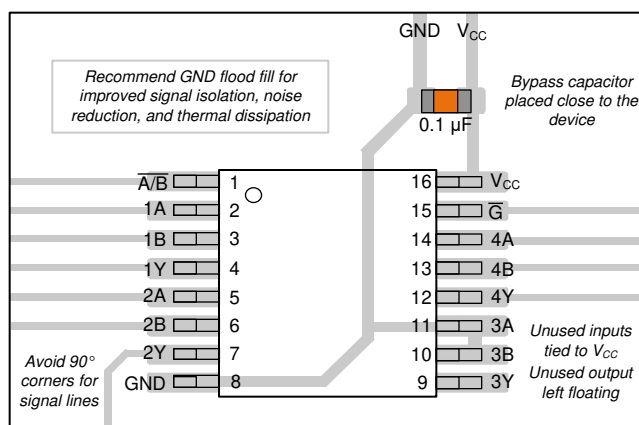 GND V_CC
Recommend GND flood fill for
improved signal isolation, noise
reduction, and thermal dissipation
Bypass capacitor
placed close to the
device
0.1 µF
A̅/̅B̅ 1 16 V_CC
1A 2 15 G̅
1B 3 14 4A
1Y 4 13 4B
2A 5 12 4Y
2B 6 11 3A
2Y 7 10 3B
GND 8 9 3Y
Avoid 90°
corners for
signal lines
Unused inputs
tied to V_CC
Unused output
left floating